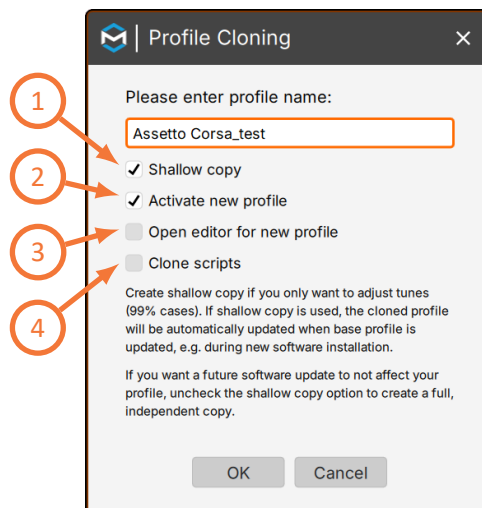 Profile Cloning
1
Please enter profile name:
Assetto Corsa_test
Shallow copy
2
Activate new profile
3
Open editor for new profile
Clone scripts
4
Create shallow copy if you only want to adjust tunes
(99% cases). If shallow copy is used, the cloned profile
will be automatically updated when base profile is
updated, e.g. during new software installation.
If you want a future software update to not affect your
profile, uncheck the shallow copy option to create a full,
independent copy.
OK
Cancel